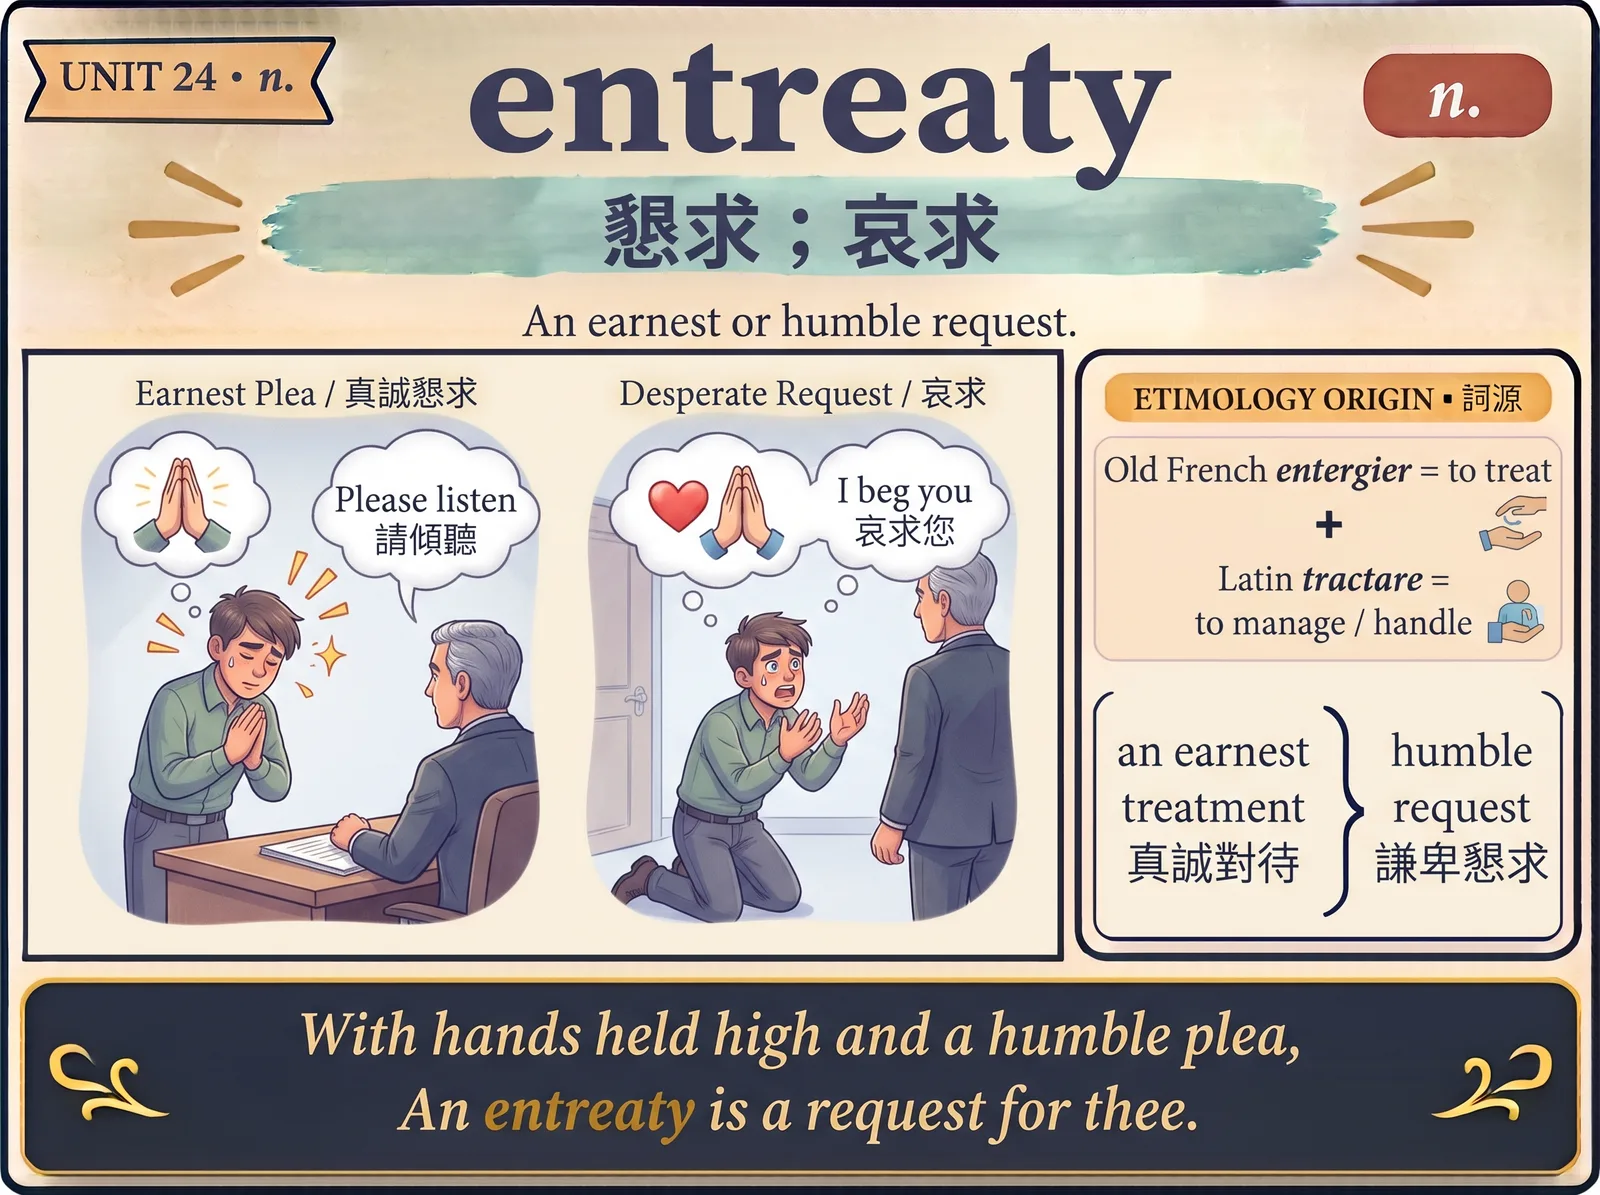 UNIT 24 • n.
entreaty
n.
懇求；哀求
An earnest or humble request.
Earnest Plea / 真誠懇求
Please listen
請傾聽
Desperate Request / 哀求
I beg you
哀求您
ETIMOLOGY ORIGIN ▪ 詞源
Old French entergier = to treat
+
Latin tractare =
to manage / handle
an earnest
treatment
真誠對待
humble
request
謙卑懇求
With hands held high and a humble plea,
An entreaty is a request for thee.